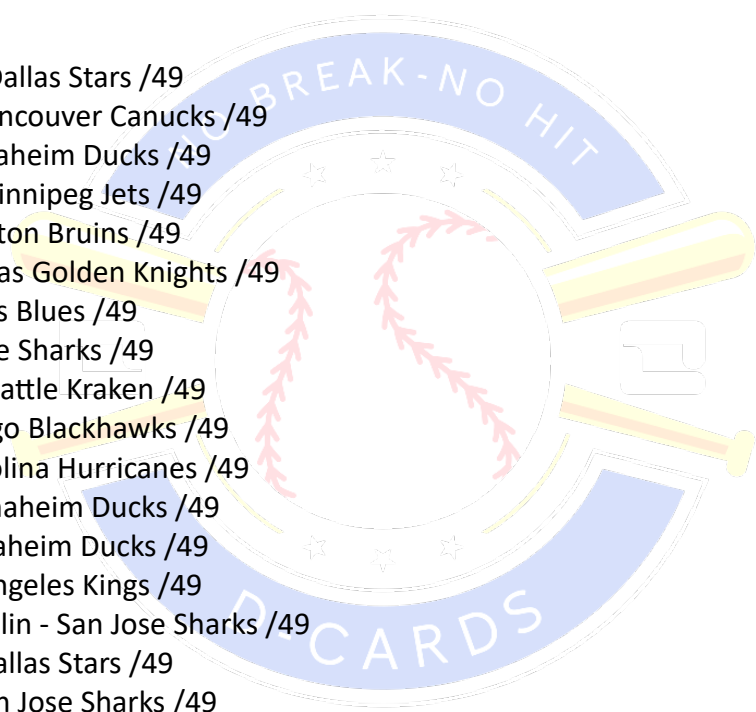 Dallas Stars /49
ncouver Canucks /49
aheim Ducks /49
innipeg Jets /49
ton Bruins /49
as Golden Knights /49
s Blues /49
e Sharks /49
attle Kraken /49
go Blackhawks /49
olina Hurricanes /49
naheim Ducks /49
aheim Ducks /49
ngeles Kings /49
lin - San Jose Sharks /49
allas Stars /49
n Jose Sharks /49
NO BREAK-NO HIT
D-CARDS